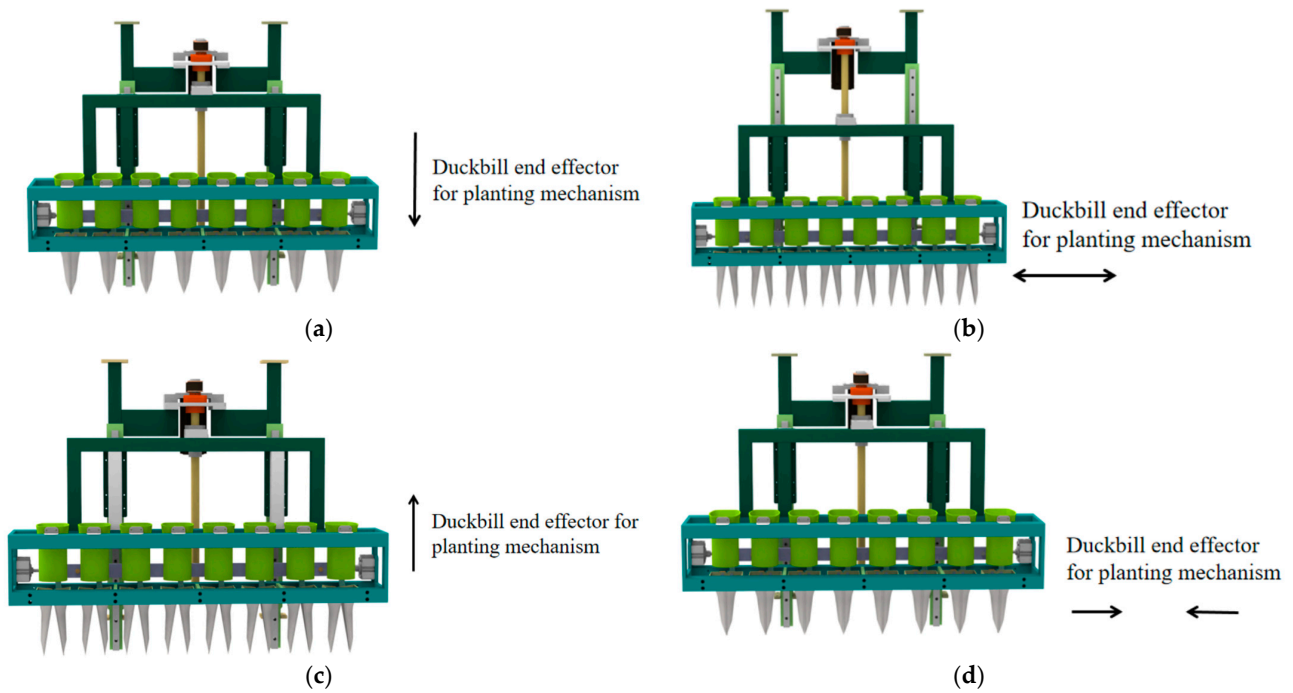 Duckbill end effector
for planting mechanism
(a)
Duckbill end effector
for planting mechanism
(b)
Duckbill end effector for
planting mechanism
(c)
Duckbill end effector
for planting mechanism
(d)